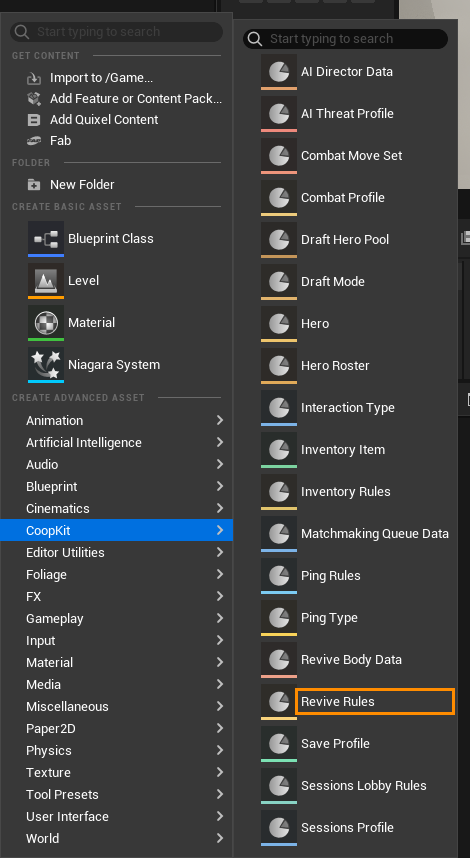 Start typing to search
GET CONTENT
Import to /Game...
Add Feature or Content Pack...
Add Quixel Content
Fab
FOLDER
New Folder
CREATE BASIC ASSET
Blueprint Class
Level
Material
Niagara System
CREATE ADVANCED ASSET
Animation
Artificial Intelligence
Audio
Blueprint
Cinematics
CoopKit
Editor Utilities
Foliage
FX
Gameplay
Input
Material
Media
Miscellaneous
Paper2D
Physics
Texture
Tool Presets
User Interface
World
Start typing to search
AI Director Data
AI Threat Profile
Combat Move Set
Combat Profile
Draft Hero Pool
Draft Mode
Hero
Hero Roster
Interaction Type
Inventory Item
Inventory Rules
Matchmaking Queue Data
Ping Rules
Ping Type
Revive Body Data
Revive Rules
Save Profile
Sessions Lobby Rules
Sessions Profile